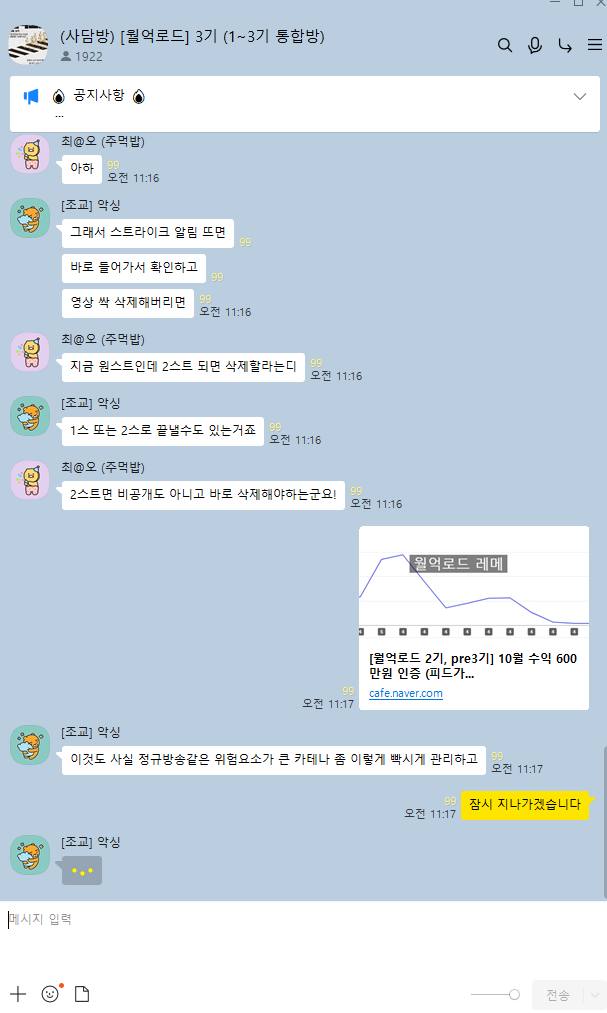 (사담방) [월억로드] 3기 (1~3기 통합방)
1922
공지사항
...
최@오 (주먹밥)
아하
99
오전 11:16
[조교] 악싱
그래서 스트라이크 알림 뜨면
99
바로 들어가서 확인하고
99
영상 싹 삭제해버리면
99
오전 11:16
최@오 (주먹밥)
지금 원스트인데 2스트 되면 삭제할라는디
99
오전 11:16
[조교] 악싱
1스 또는 2스로 끝낼수도 있는거죠
99
오전 11:16
최@오 (주먹밥)
2스트면 비공개도 아니고 바로 삭제해야하는군요!
99
오전 11:16
월억로드 레메
[월억로드 2기, pre3기] 10월 수익 600
만원 인증 (피드가...
cafe.naver.com
99
오전 11:17
[조교] 악싱
이것도 사실 정규방송같은 위험요소가 큰 카테나 좀 이렇게 빡시게 관리하고
99
오전 11:17
잠시 지나가겠습니다
99
오전 11:17
[조교] 악싱
메시지 입력
전송